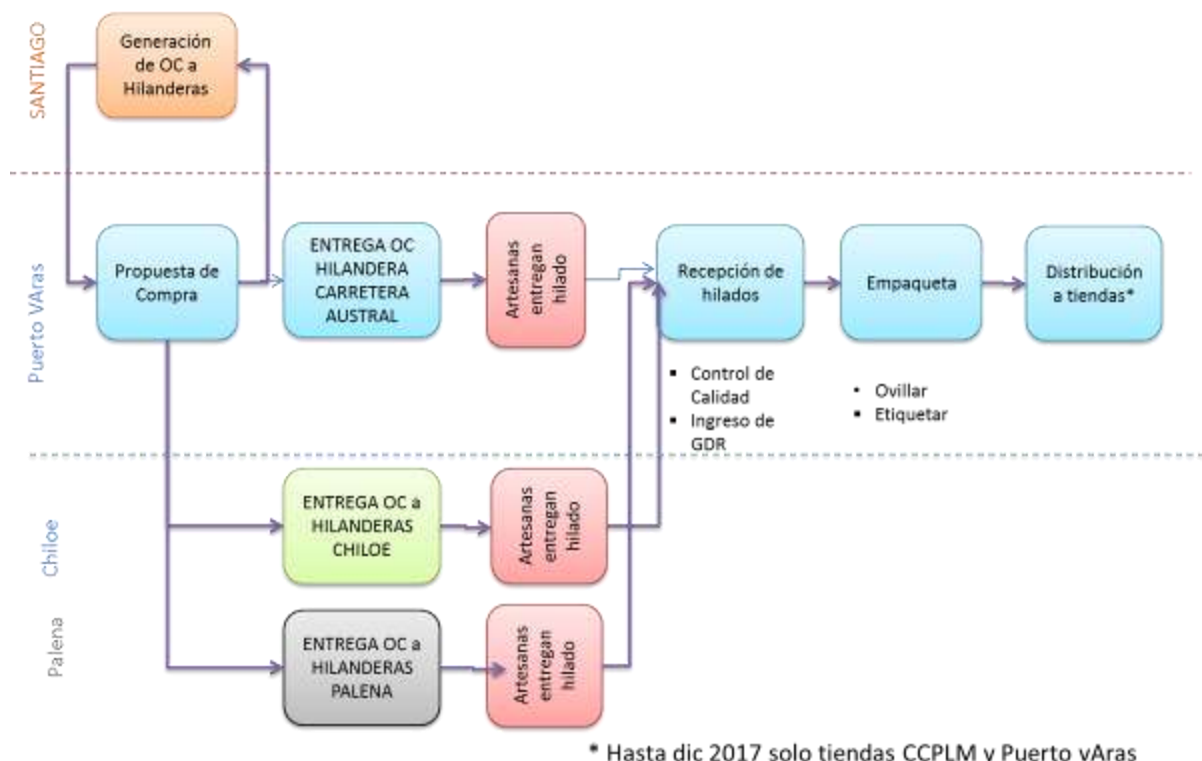 SANTIAGO
Generación
de OC a
Hilanderas
Puerto VAras
Propuesta de
Compra
ENTREGA OC
HILANDERA
CARRETERA
AUSTRAL
Artesanas
entregan
hilado
Recepción de
hilados
Empaqueta
Distribución
a tiendas*
▪ Control de
Calidad
▪ Ingreso de
GDR
• Ovillar
▪ Etiquetar
Chiloe
ENTREGA OC a
HILANDERAS
CHILOE
Artesanas
entregan
hilado
Palena
ENTREGA OC a
HILANDERAS
PALENA
Artesanas
entregan
hilado
* Hasta dic 2017 solo tiendas CCPLM y Puerto vAras